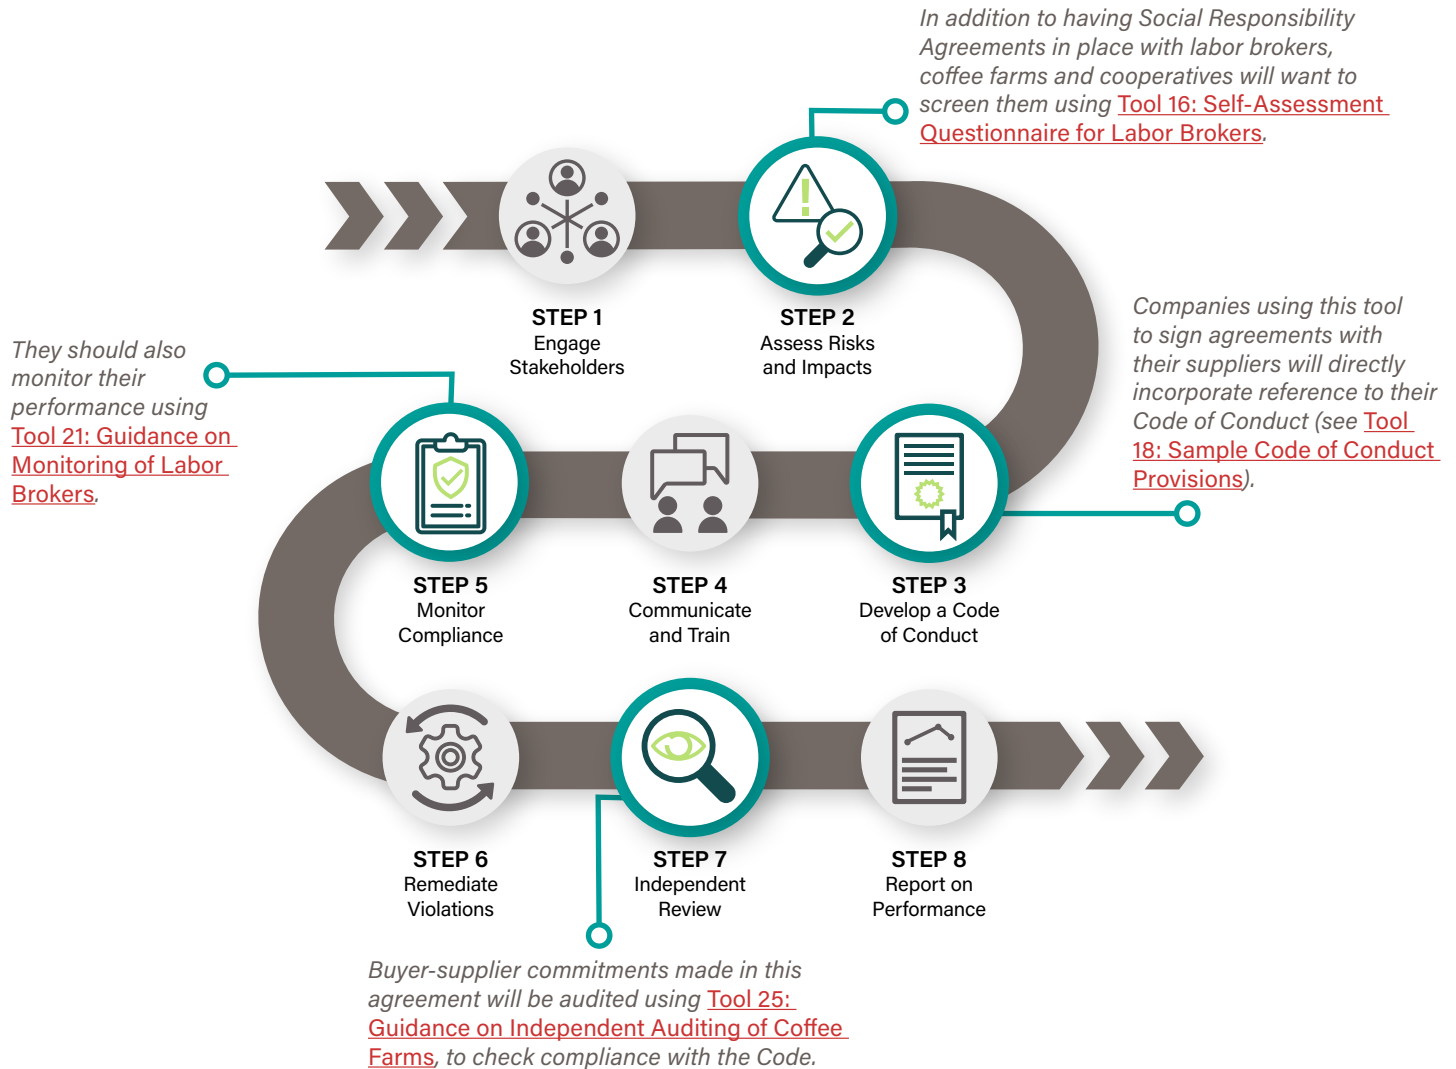 In addition to having Social Responsibility
Agreements in place with labor brokers,
coffee farms and cooperatives will want to
screen them using Tool 16: Self-Assessment
Questionnaire for Labor Brokers.
STEP 1
Engage
Stakeholders
STEP 2
Assess Risks
and Impacts
Companies using this tool
to sign agreements with
their suppliers will directly
incorporate reference to their
Code of Conduct (see Tool
18: Sample Code of Conduct
Provisions).
They should also
monitor their
performance using
Tool 21: Guidance on
Monitoring of Labor
Brokers.
STEP 5
Monitor
Compliance
STEP 4
Communicate
and Train
STEP 3
Develop a Code
of Conduct
STEP 6
Remediate
Violations
STEP 7
Independent
Review
STEP 8
Report on
Performance
Buyer-supplier commitments made in this
agreement will be audited using Tool 25:
Guidance on Independent Auditing of Coffee
Farms, to check compliance with the Code.